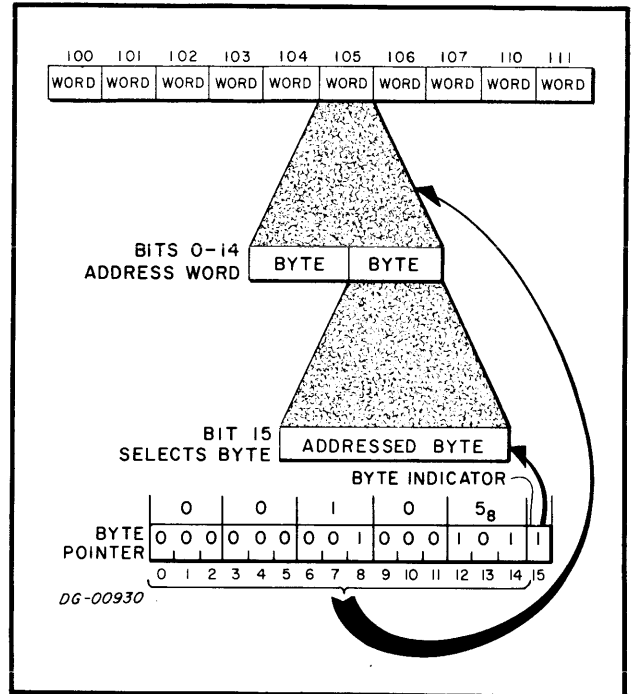 100 101 102 103 104 105 106 107 110 111
WORD WORD WORD WORD WORD WORD WORD WORD WORD WORD
BITS 0-14
ADDRESS WORD
BYTE BYTE
BIT 15
SELECTS BYTE
ADDRESSED BYTE
BYTE INDICATOR
0 0 1 0 5₈
BYTE
POINTER
0 0 0 0 0 0 0 0 1 0 0 0 1 0 1 1
0 1 2 3 4 5 6 7 8 9 10 11 12 13 14 15
DG-00930